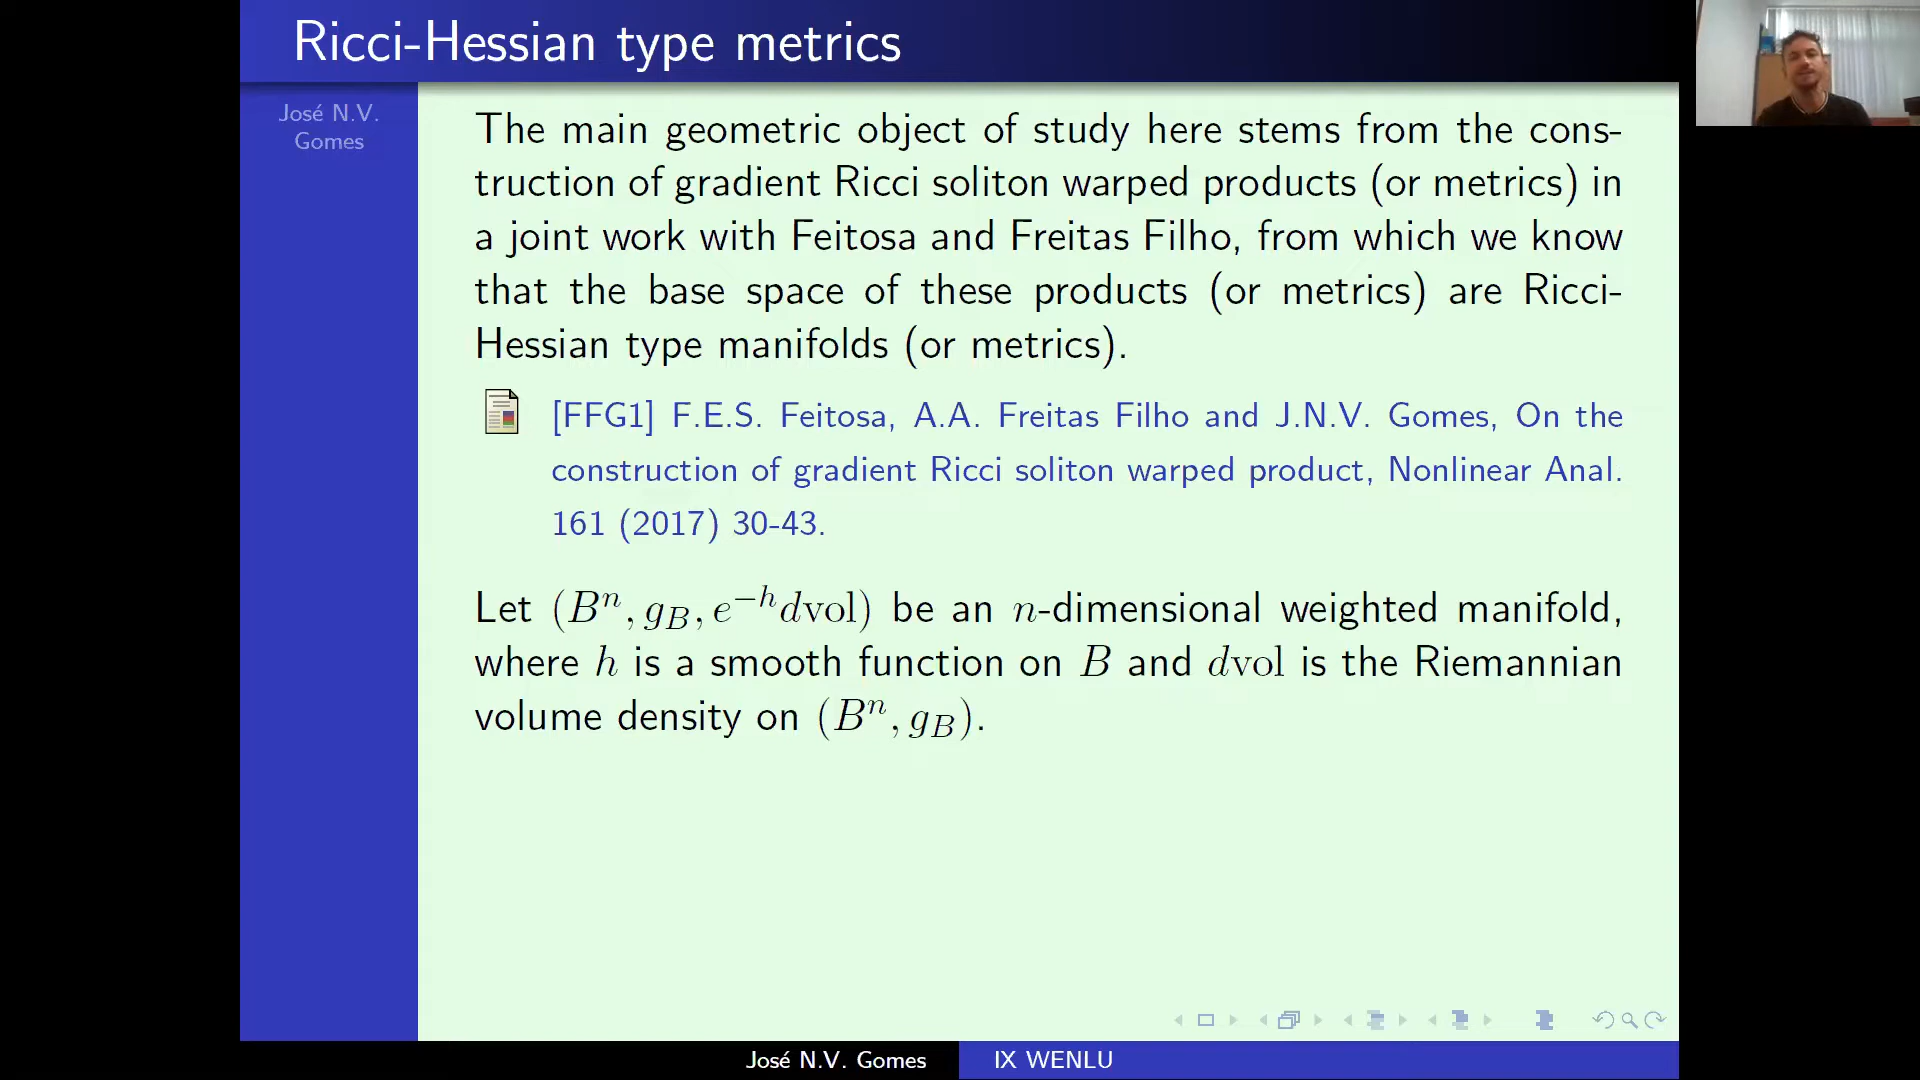 Ricci-Hessian type metrics
José N.V.
Gomes
The main geometric object of study here stems from the cons-
truction of gradient Ricci soliton warped products (or metrics) in
a joint work with Feitosa and Freitas Filho, from which we know
that the base space of these products (or metrics) are Ricci-
Hessian type manifolds (or metrics).
[FFG1] F.E.S. Feitosa, A.A. Freitas Filho and J.N.V. Gomes, On the
construction of gradient Ricci soliton warped product, Nonlinear Anal.
161 (2017) 30-43.
Let $(B^n, g_B, e^{-h}d\mathrm{vol})$ be an $n$-dimensional weighted manifold,
where $h$ is a smooth function on $B$ and $d\mathrm{vol}$ is the Riemannian
volume density on $(B^n, g_B)$.
José N.V. Gomes
IX WENLU